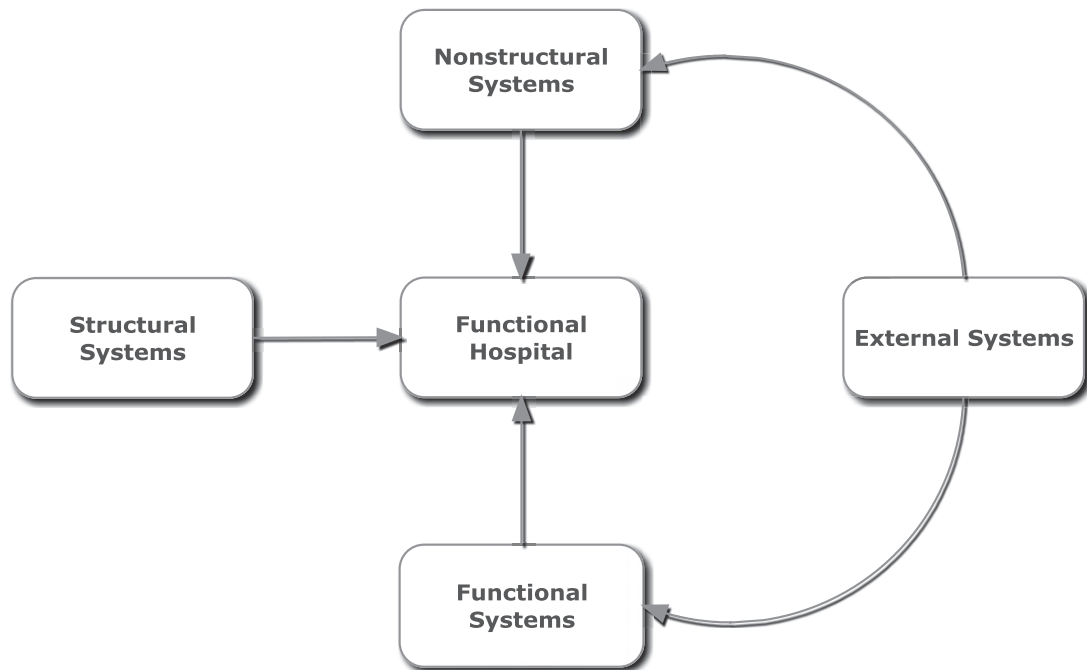 Nonstructural
Systems
Structural
Systems
Functional
Hospital
External Systems
Functional
Systems